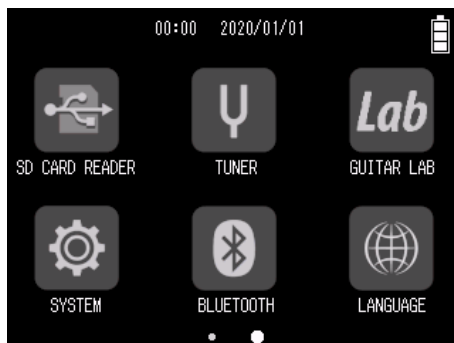 00:00 2020/01/01
Lab
SD CARD READER TUNER GUITAR LAB
SYSTEM BLUETOOTH LANGUAGE